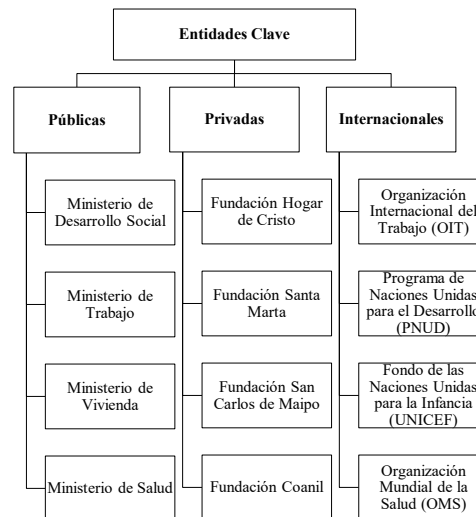 Entidades Clave
Públicas
Privadas
Internacionales
Ministerio de
Desarrollo Social
Fundación Hogar
de Cristo
Organización
Internacional del
Trabajo (OIT)
Ministerio de
Trabajo
Fundación Santa
Marta
Programa de
Naciones Unidas
para el Desarrollo
(PNUD)
Ministerio de
Vivienda
Fundación San
Carlos de Maipo
Fondo de las
Naciones Unidas
para la Infancia
(UNICEF)
Ministerio de Salud
Fundación Coanil
Organización
Mundial de la
Salud (OMS)